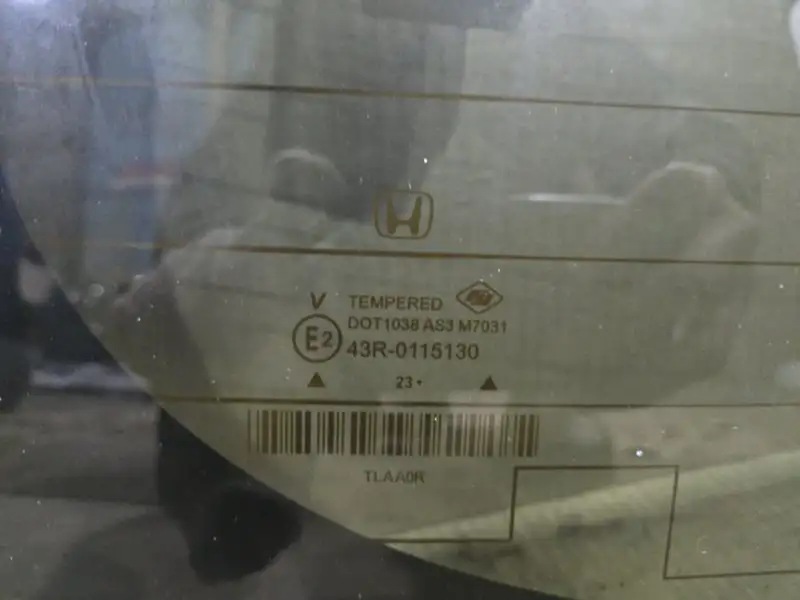 V TEMPERED
DOT1038 AS3 M7031
E2 43R-0115130
23
TLAA0R